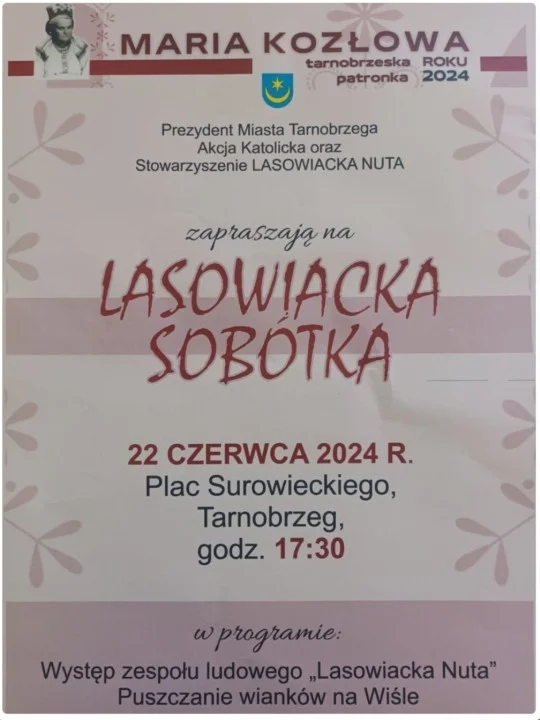 MARIA KOZŁOWA
tarnobrzeska ROKU
patronka 2024
Prezydent Miasta Tarnobrzega
Akcja Katolicka oraz
Stowarzyszenie LASOWIACKA NUTA
zapraszają na
LASOWIACKA
SOBÓTKA
22 CZERWCA 2024 R.
Plac Surowieckiego,
Tarnobrzeg,
godz. 17:30
w programie:
Występ zespołu ludowego „Lasowiacka Nuta”
Puszczanie wianków na Wiśle